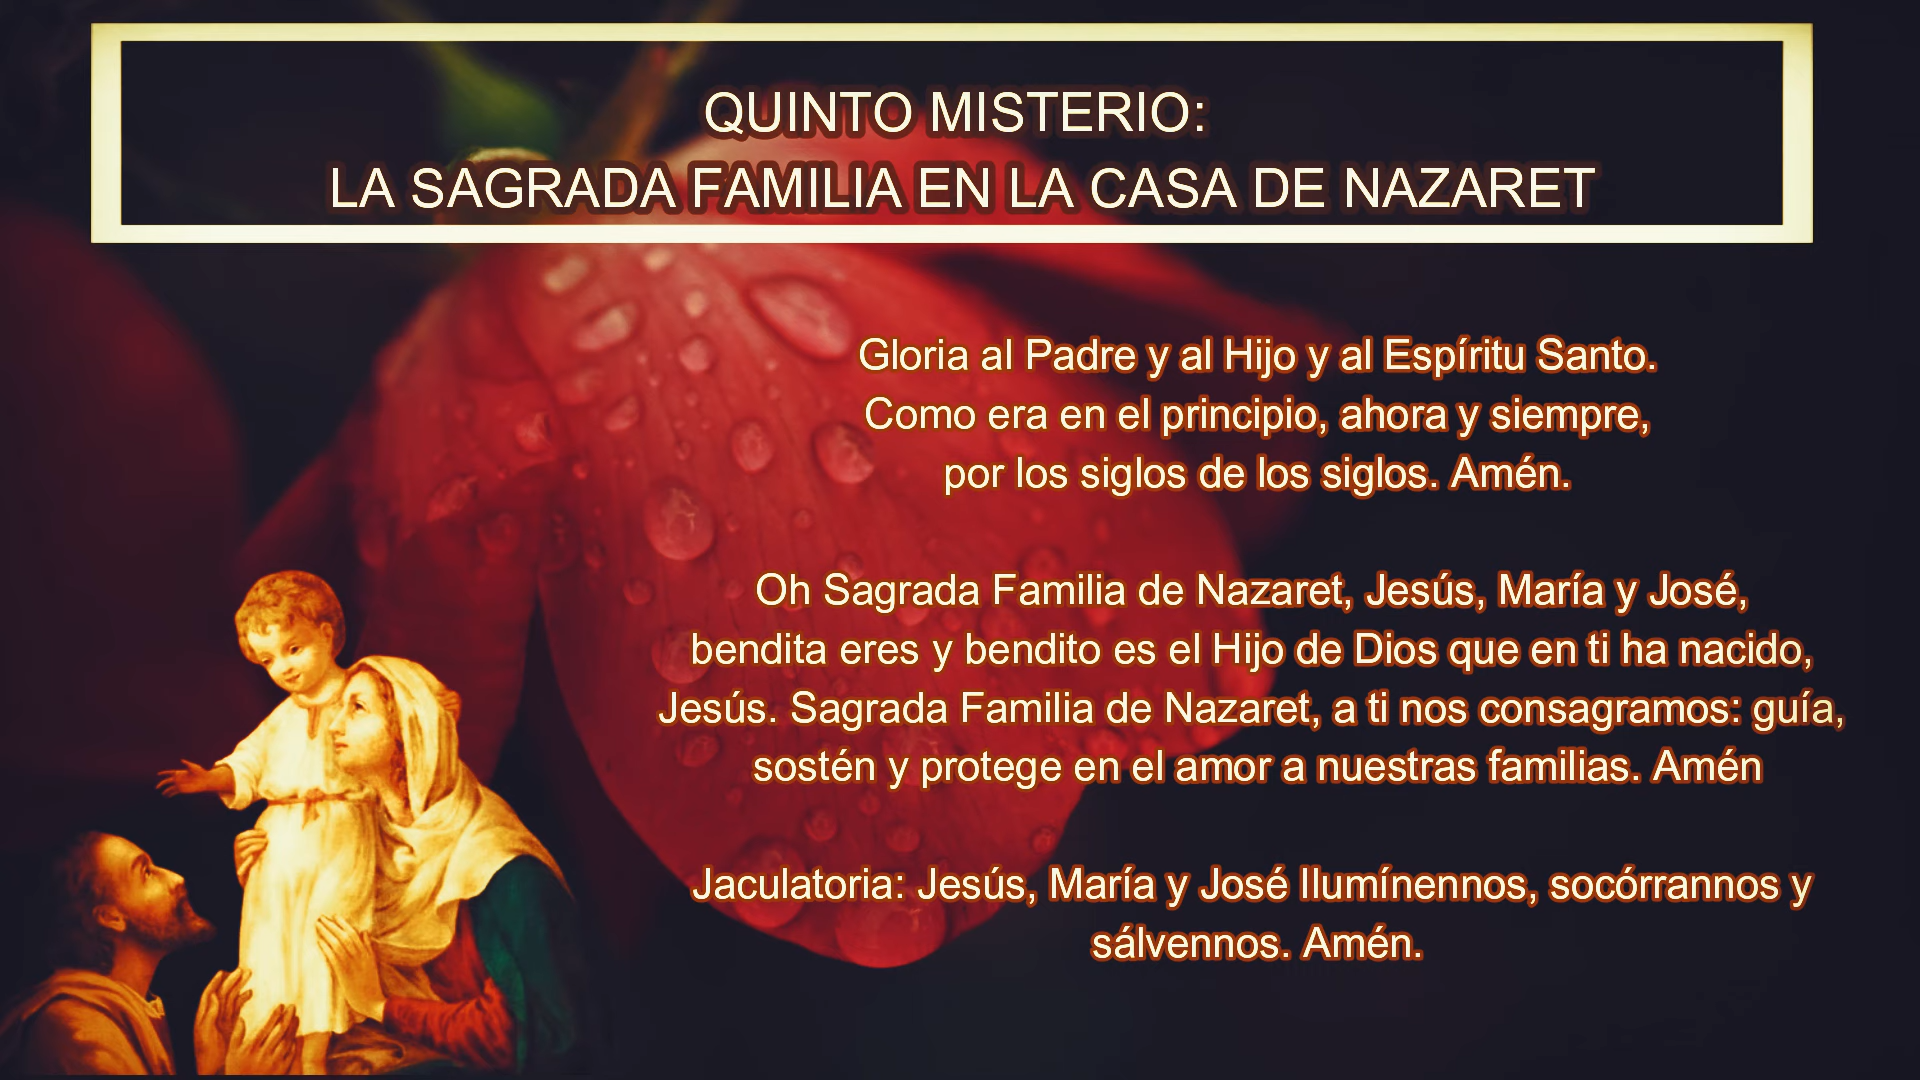 QUINTO MISTERIO:
LA SAGRADA FAMILIA EN LA CASA DE NAZARET
Gloria al Padre y al Hijo y al Espíritu Santo.
Como era en el principio, ahora y siempre,
por los siglos de los siglos. Amén.
Oh Sagrada Familia de Nazaret, Jesús, María y José,
bendita eres y bendito es el Hijo de Dios que en ti ha nacido,
Jesús. Sagrada Familia de Nazaret, a ti nos consagramos: guía,
sostén y protege en el amor a nuestras familias. Amén
Jaculatoria: Jesús, María y José Ilumínennos, socórrannos y
sálvennos. Amén.